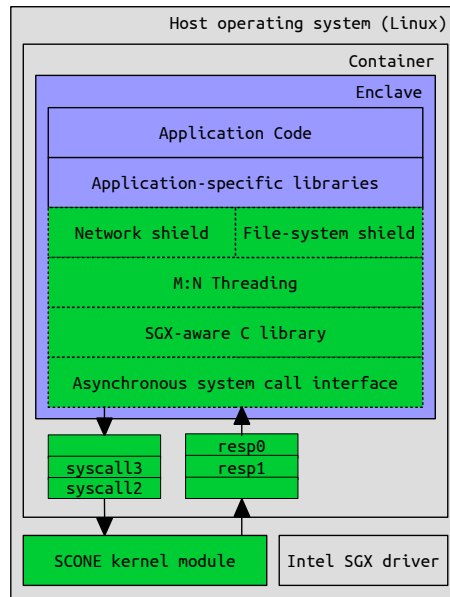 Host operating system (Linux)
Container
Enclave
Application Code
Application-specific libraries
Network shield
File-system shield
M:N Threading
SGX-aware C library
Asynchronous system call interface
syscall3
syscall2
resp0
resp1
SCONE kernel module
Intel SGX driver